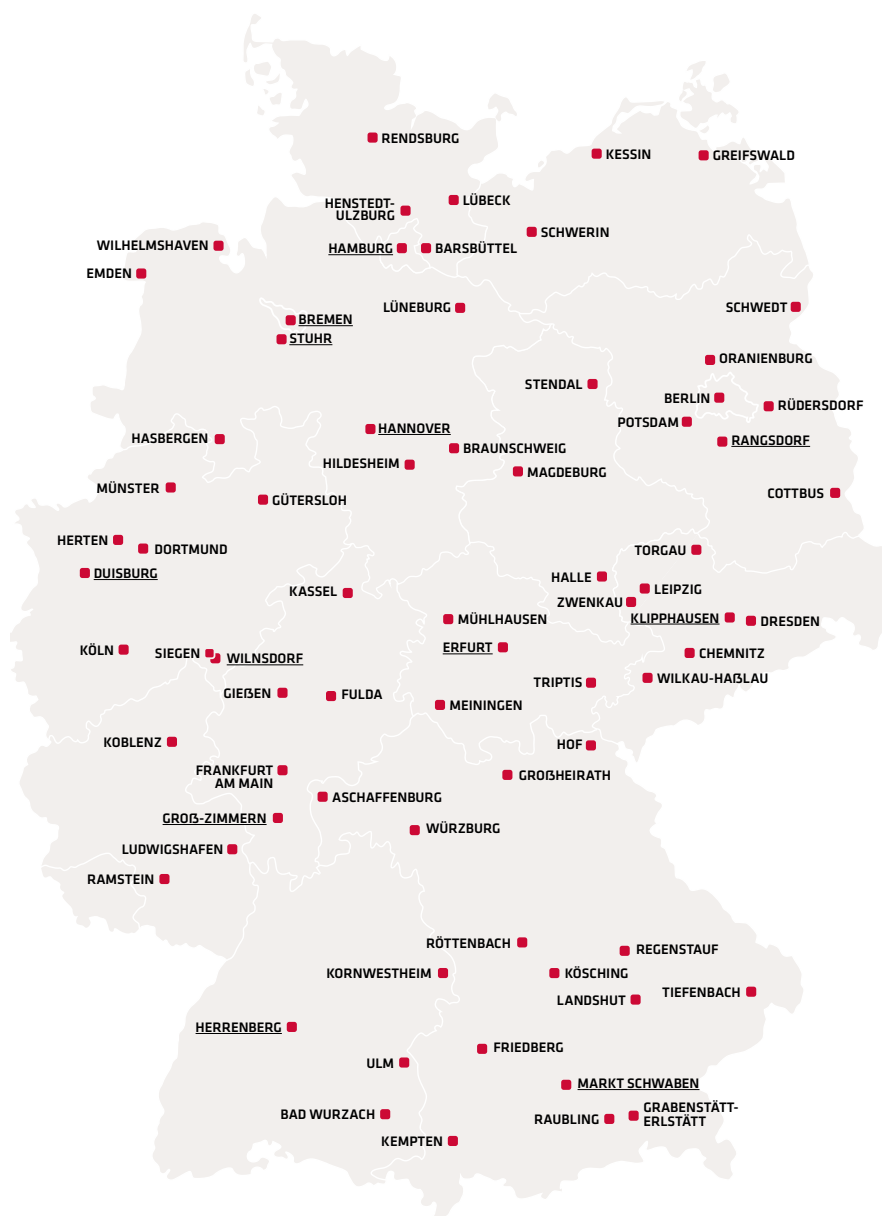 RENDSBURG
KESSIN
GREIFSWALD
HENSTEDT-
ULZBURG
LÜBECK
SCHWERIN
WILHELMSHAVEN
HAMBURG
BARSBÜTTEL
EMDEN
LÜNEBURG
SCHWEDT
BREMEN
STUHR
ORANIENBURG
STENDAL
BERLIN
RÜDERSDORF
POTSDAM
HANNOVER
RANGSDORF
HASBERGEN
BRAUNSCHWEIG
HILDESHEIM
MAGDEBURG
MÜNSTER
GÜTERSLOH
COTTBUS
HERTEN
DORTMUND
TORGAU
DUISBURG
HALLE
LEIPZIG
KASSEL
ZWENKAU
MÜHLHAUSEN
KLIPPHAUSEN
DRESDEN
KÖLN
SIEGEN
WILNSDORF
ERFURT
CHEMNITZ
WILKAU-HAßLAU
GIEßEN
FULDA
TRIPTIS
MEININGEN
KOBLENZ
HOF
FRANKFURT
AM MAIN
GROßHEIRATH
ASCHAFFENBURG
GROß-ZIMMERN
WÜRZBURG
LUDWIGSHAFEN
RAMSTEIN
RÖTTENBACH
REGENSTAUF
KORNWESTHEIM
KÖSCHING
TIEFENBACH
LANDSHUT
HERRENBERG
FRIEDBERG
ULM
MARKT SCHWABEN
BAD WURZACH
RAUBLING
GRABENSTÄTT-
ERLSTÄTT
KEMPTEN